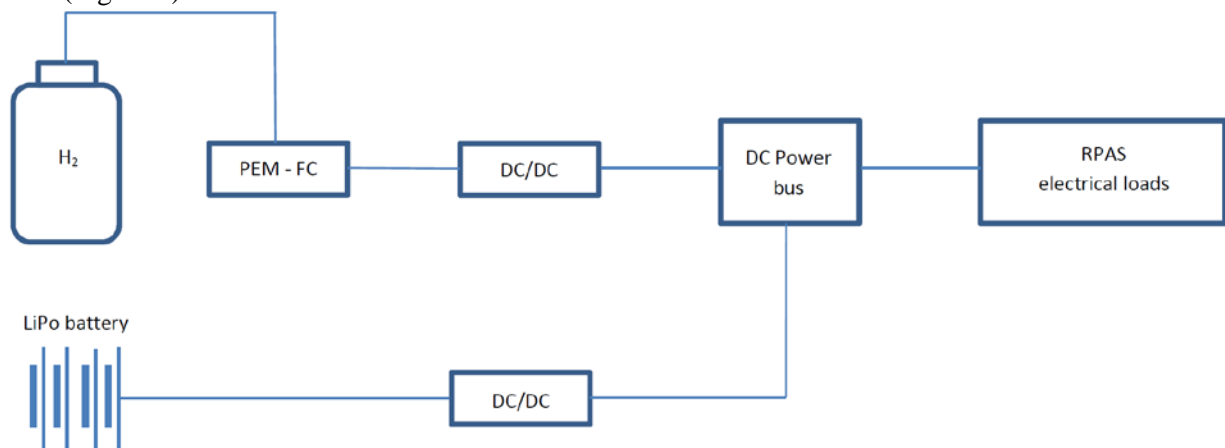 H₂
PEM - FC
DC/DC
DC Power
bus
RPAS
electrical loads
LiPo battery
DC/DC